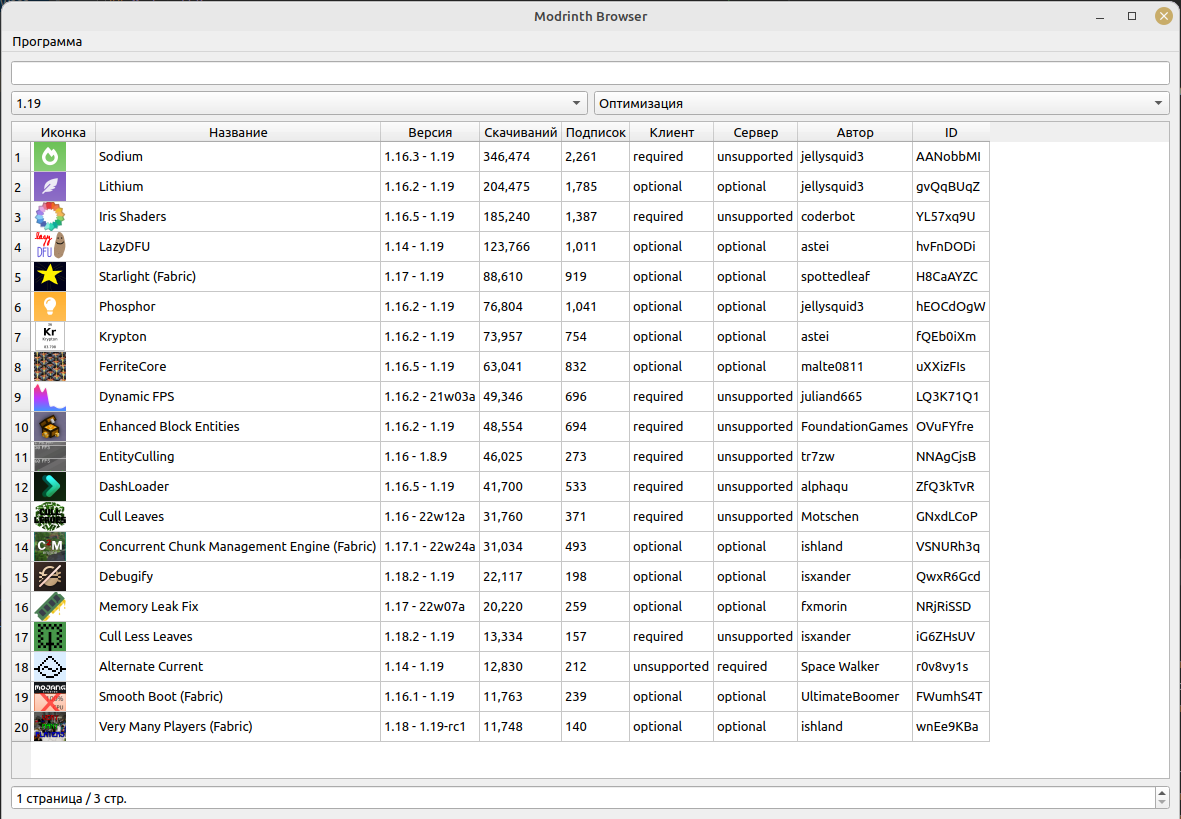 Modrinth Browser
Программа
1.19 Оптимизация
Иконка Название Версия Скачиваний Подписок Клиент Сервер Автор ID
1 Sodium 1.16.3 - 1.19 346,474 2,261 required unsupported jellysquid3 AANobbMI
2 Lithium 1.16.2 - 1.19 204,475 1,785 optional optional jellysquid3 gvQqBUqZ
3 Iris Shaders 1.16.5 - 1.19 185,240 1,387 required unsupported coderbot YL57xq9U
4 lazy DFU LazyDFU 1.14 - 1.19 123,766 1,011 optional optional astei hvFnDODi
5 Starlight (Fabric) 1.17 - 1.19 88,610 919 optional optional spottedleaf H8CaAYZC
6 Phosphor 1.16.2 - 1.19 76,804 1,041 optional optional jellysquid3 hEOCdOgW
7 Kr Krypton Krypton 1.16.2 - 1.19 73,957 754 optional optional astei fQEb0iXm
8 FerriteCore 1.16.5 - 1.19 63,041 832 optional optional malte0811 uXXizFIs
9 Dynamic FPS 1.16.2 - 21w03a 49,346 696 required unsupported juliand665 LQ3K71Q1
10 Enhanced Block Entities 1.16.2 - 1.19 48,554 694 required unsupported FoundationGames OVuFYfre
11 EntityCulling 1.16 - 1.8.9 46,025 273 required unsupported tr7zw NNAgCjsB
12 DashLoader 1.16.5 - 1.19 41,700 533 required unsupported alphaqu ZfQ3kTvR
13 CULL LEAVES Cull Leaves 1.16 - 22w12a 31,760 371 required unsupported Motschen GNxdLCoP
14 Concurrent Chunk Management Engine (Fabric) 1.17.1 - 22w24a 31,034 493 optional optional ishland VSNURh3q
15 Debugify 1.18.2 - 1.19 22,117 198 optional optional isxander QwxR6Gcd
16 Memory Leak Fix 1.17 - 22w07a 20,220 259 optional optional fxmorin NRjRiSSD
17 Cull Less Leaves 1.18.2 - 1.19 13,334 157 required unsupported isxander iG6ZHsUV
18 Alternate Current 1.14 - 1.19 12,830 212 unsupported required Space Walker r0v8vy1s
19 MOJANG Smooth Boot (Fabric) 1.16.1 - 1.19 11,763 239 optional optional UltimateBoomer FWumhS4T
20 Very Many Players (Fabric) 1.18 - 1.19-rc1 11,748 140 optional optional ishland wnEe9KBa
1 страница / 3 стр.